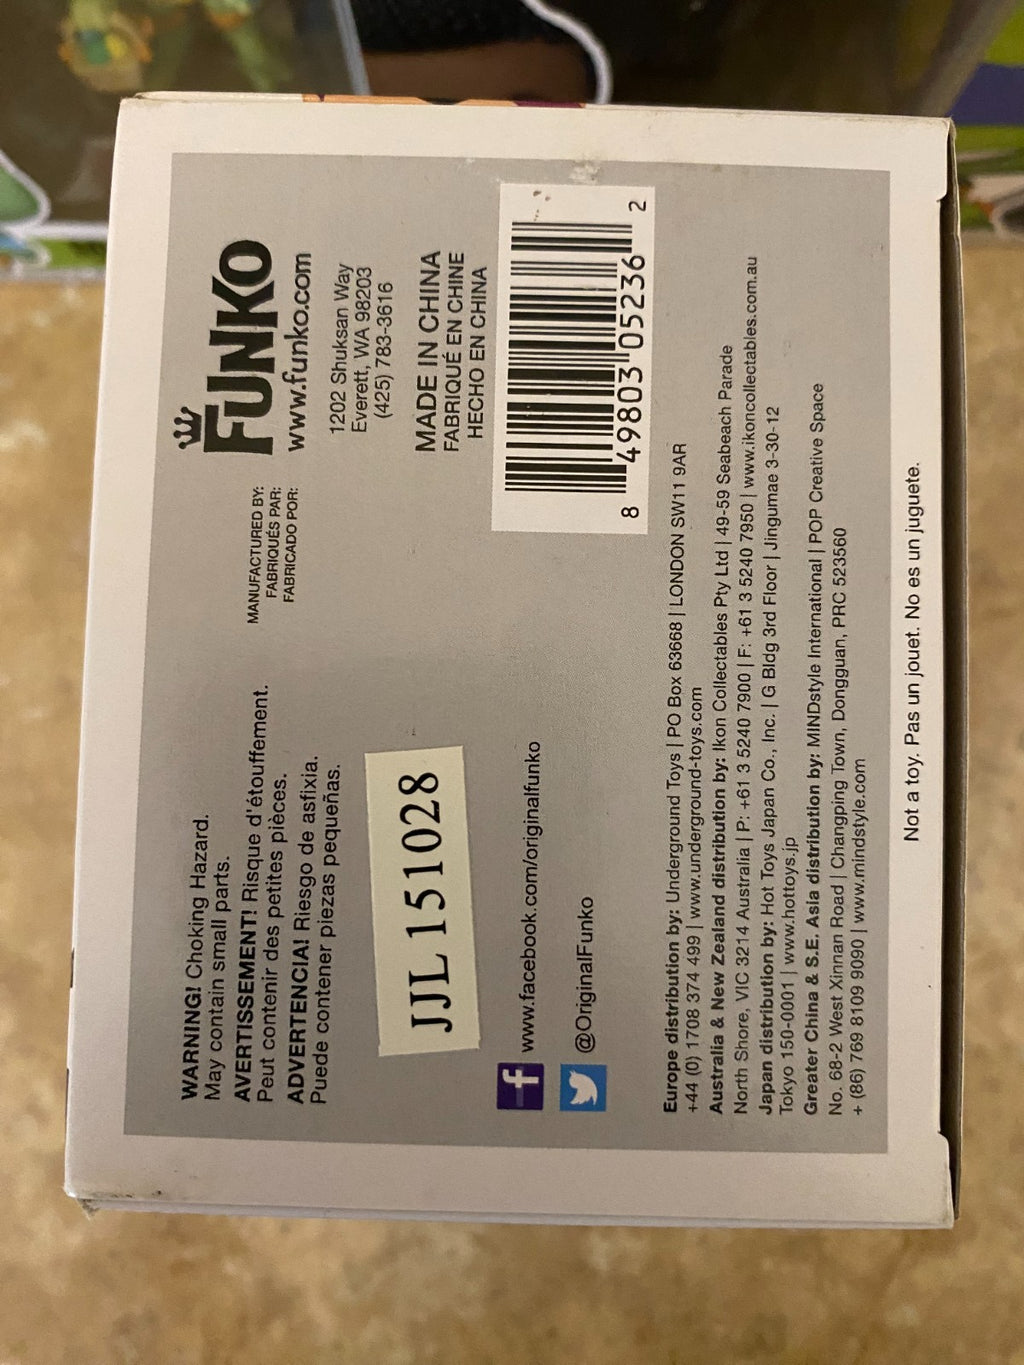 WARNING! Choking Hazard.
May contain small parts.
AVERTISSEMENT! Risque d'étouffement.
Peut contenir des petites pièces.
ADVERTENCIA! Riesgo de asfixia.
Puede contener piezas pequeñas.
JJL 151028
www.facebook.com/originalfunko
@OriginalFunko
MANUFACTURED BY:
FABRIQUÉS PAR:
FABRICADO POR:
FUNKO
www.funko.com
1202 Shuksan Way
Everett, WA 98203
(425) 783-3616
MADE IN CHINA
FABRIQUÉ EN CHINE
HECHO EN CHINA
8 49803 05236 2
Europe distribution by: Underground Toys | PO Box 63668 | LONDON SW11 9AR
+44 (0) 1708 374 499 | www.underground-toys.com
Australia & New Zealand distribution by: Ikon Collectables Pty Ltd | 49-59 Seabeach Parade
North Shore, VIC 3214 Australia | P: +61 3 5240 7900 | F: +61 3 5240 7950 | www.ikoncollectables.com.au
Japan distribution by: Hot Toys Japan Co., Inc. | G Bldg 3rd Floor | Jingumae 3-30-12
Tokyo 150-0001 | www.hottoys.jp
Greater China & S.E. Asia distribution by: MINDstyle International | POP Creative Space
No. 68-2 West Xinnan Road | Changping Town, Dongguan, PRC 523560
+ (86) 769 8109 9090 | www.mindstyle.com
Not a toy. Pas un jouet. No es un juguete.